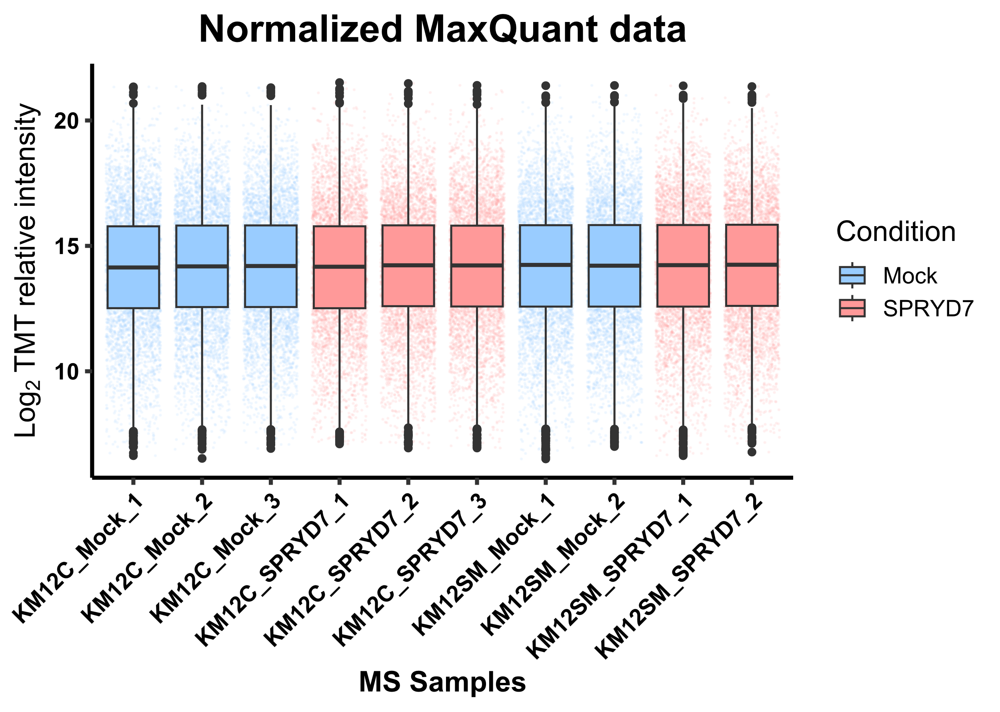 Normalized MaxQuant data
Log2 TMT relative intensity
20
15
10
KM12C_Mock_1
KM12C_Mock_2
KM12C_Mock_3
KM12C_SPRYD7_1
KM12C_SPRYD7_2
KM12C_SPRYD7_3
KM12SM_Mock_1
KM12SM_Mock_2
KM12SM_SPRYD7_1
KM12SM_SPRYD7_2
MS Samples
Condition
Mock
SPRYD7